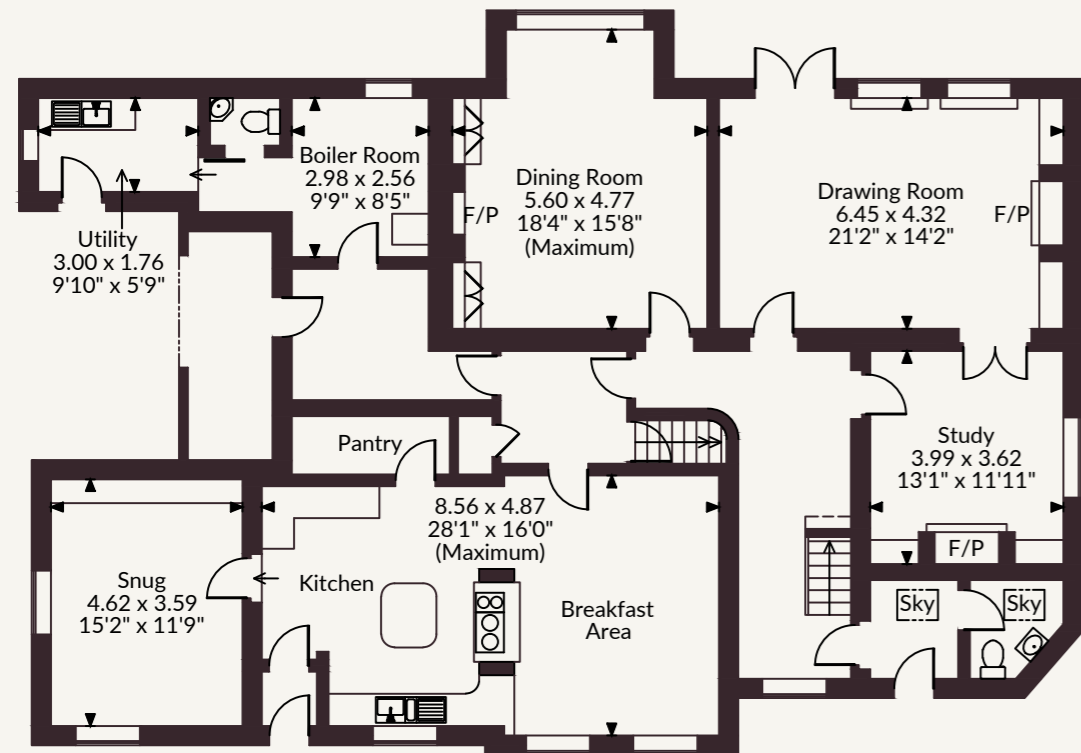 Boiler Room
2.98 x 2.56
9'9" x 8'5"
Utility
3.00 x 1.76
9'10" x 5'9"
F/P
Dining Room
5.60 x 4.77
18'4" x 15'8"
(Maximum)
Drawing Room
6.45 x 4.32
21'2" x 14'2"
F/P
Pantry
Study
3.99 x 3.62
13'1" x 11'11"
F/P
Snug
4.62 x 3.59
15'2" x 11'9"
8.56 x 4.87
28'1" x 16'0"
(Maximum)
Kitchen
Breakfast
Area
Sky
Sky